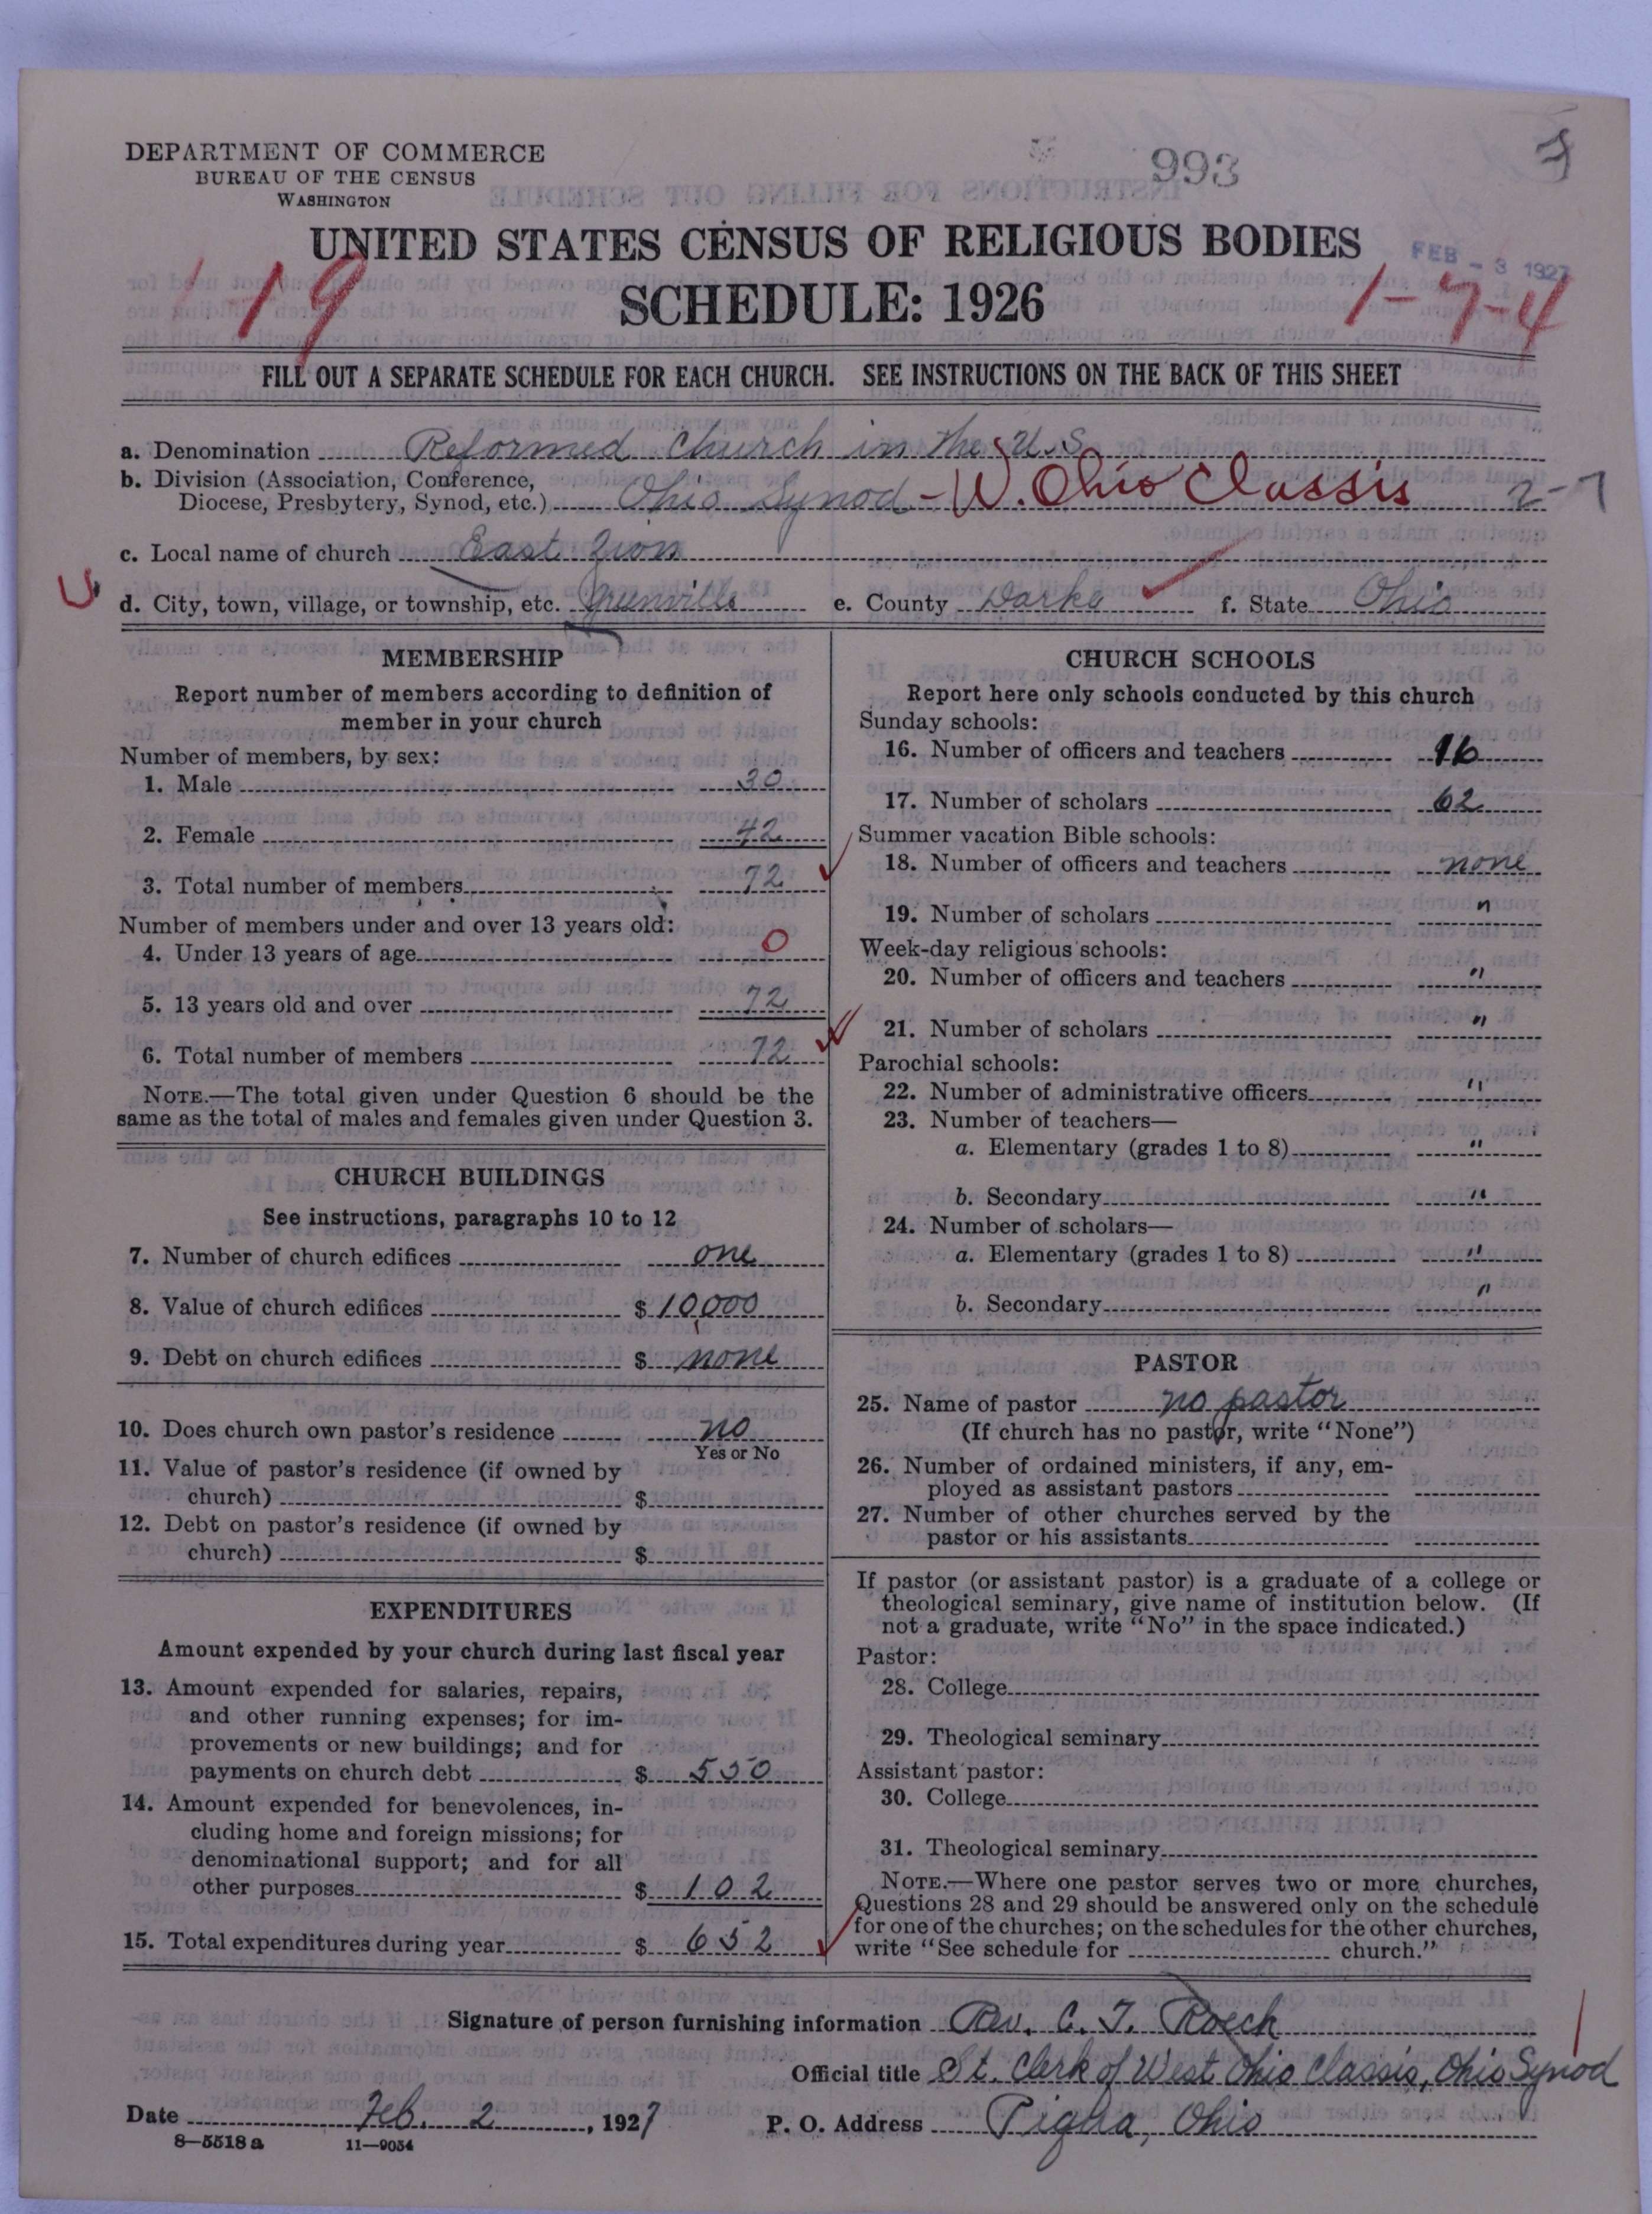 DEPARTMENT OF COMMERCE
BUREAU OF THE CENSUS
WASHINGTON
993
UNITED STATES CENSUS OF RELIGIOUS BODIES
FEB - 3 1927
19
SCHEDULE: 1926
1-7-4
FILL OUT A SEPARATE SCHEDULE FOR EACH CHURCH. SEE INSTRUCTIONS ON THE BACK OF THIS SHEET
a. Denomination Reformed Church in the U.S.
b. Division (Association, Conference,
Diocese, Presbytery, Synod, etc.) Ohio Synod - W. Ohio Classis 2-7
c. Local name of church East Zion
d. City, town, village, or township, etc. Greenville e. County Darke f. State Ohio
MEMBERSHIP
Report number of members according to definition of
member in your church
Number of members, by sex:
1. Male 30
2. Female 42
3. Total number of members 72
Number of members under and over 13 years old:
4. Under 13 years of age 0
5. 13 years old and over 72
6. Total number of members 72
NOTE.—The total given under Question 6 should be the
same as the total of males and females given under Question 3.
CHURCH BUILDINGS
See instructions, paragraphs 10 to 12
7. Number of church edifices one
8. Value of church edifices $ 10,000
9. Debt on church edifices $ none
10. Does church own pastor's residence no
Yes or No
11. Value of pastor's residence (if owned by
church) $
12. Debt on pastor's residence (if owned by
church) $
EXPENDITURES
Amount expended by your church during last fiscal year
13. Amount expended for salaries, repairs,
and other running expenses; for im-
provements or new buildings; and for
payments on church debt $ 550
14. Amount expended for benevolences, in-
cluding home and foreign missions; for
denominational support; and for all
other purposes $ 102
15. Total expenditures during year $ 652
CHURCH SCHOOLS
Report here only schools conducted by this church
Sunday schools:
16. Number of officers and teachers 16
17. Number of scholars 62
Summer vacation Bible schools:
18. Number of officers and teachers none
19. Number of scholars "
Week-day religious schools:
20. Number of officers and teachers "
21. Number of scholars "
Parochial schools:
22. Number of administrative officers "
23. Number of teachers—
a. Elementary (grades 1 to 8) "
b. Secondary "
24. Number of scholars—
a. Elementary (grades 1 to 8) "
b. Secondary "
PASTOR
25. Name of pastor no pastor
(If church has no pastor, write "None")
26. Number of ordained ministers, if any, em-
ployed as assistant pastors
27. Number of other churches served by the
pastor or his assistants
If pastor (or assistant pastor) is a graduate of a college or
theological seminary, give name of institution below. (If
not a graduate, write "No" in the space indicated.)
Pastor:
28. College
29. Theological seminary
Assistant pastor:
30. College
31. Theological seminary
NOTE.—Where one pastor serves two or more churches,
Questions 28 and 29 should be answered only on the schedule
for one of the churches; on the schedules for the other churches,
write "See schedule for church."
Signature of person furnishing information Rev. C. T. Roeck
Official title St. Clerk of West Ohio Classis, Ohio Synod
Date Feb. 2, 1927 P. O. Address Piqua, Ohio
8-5518 a 11-9054